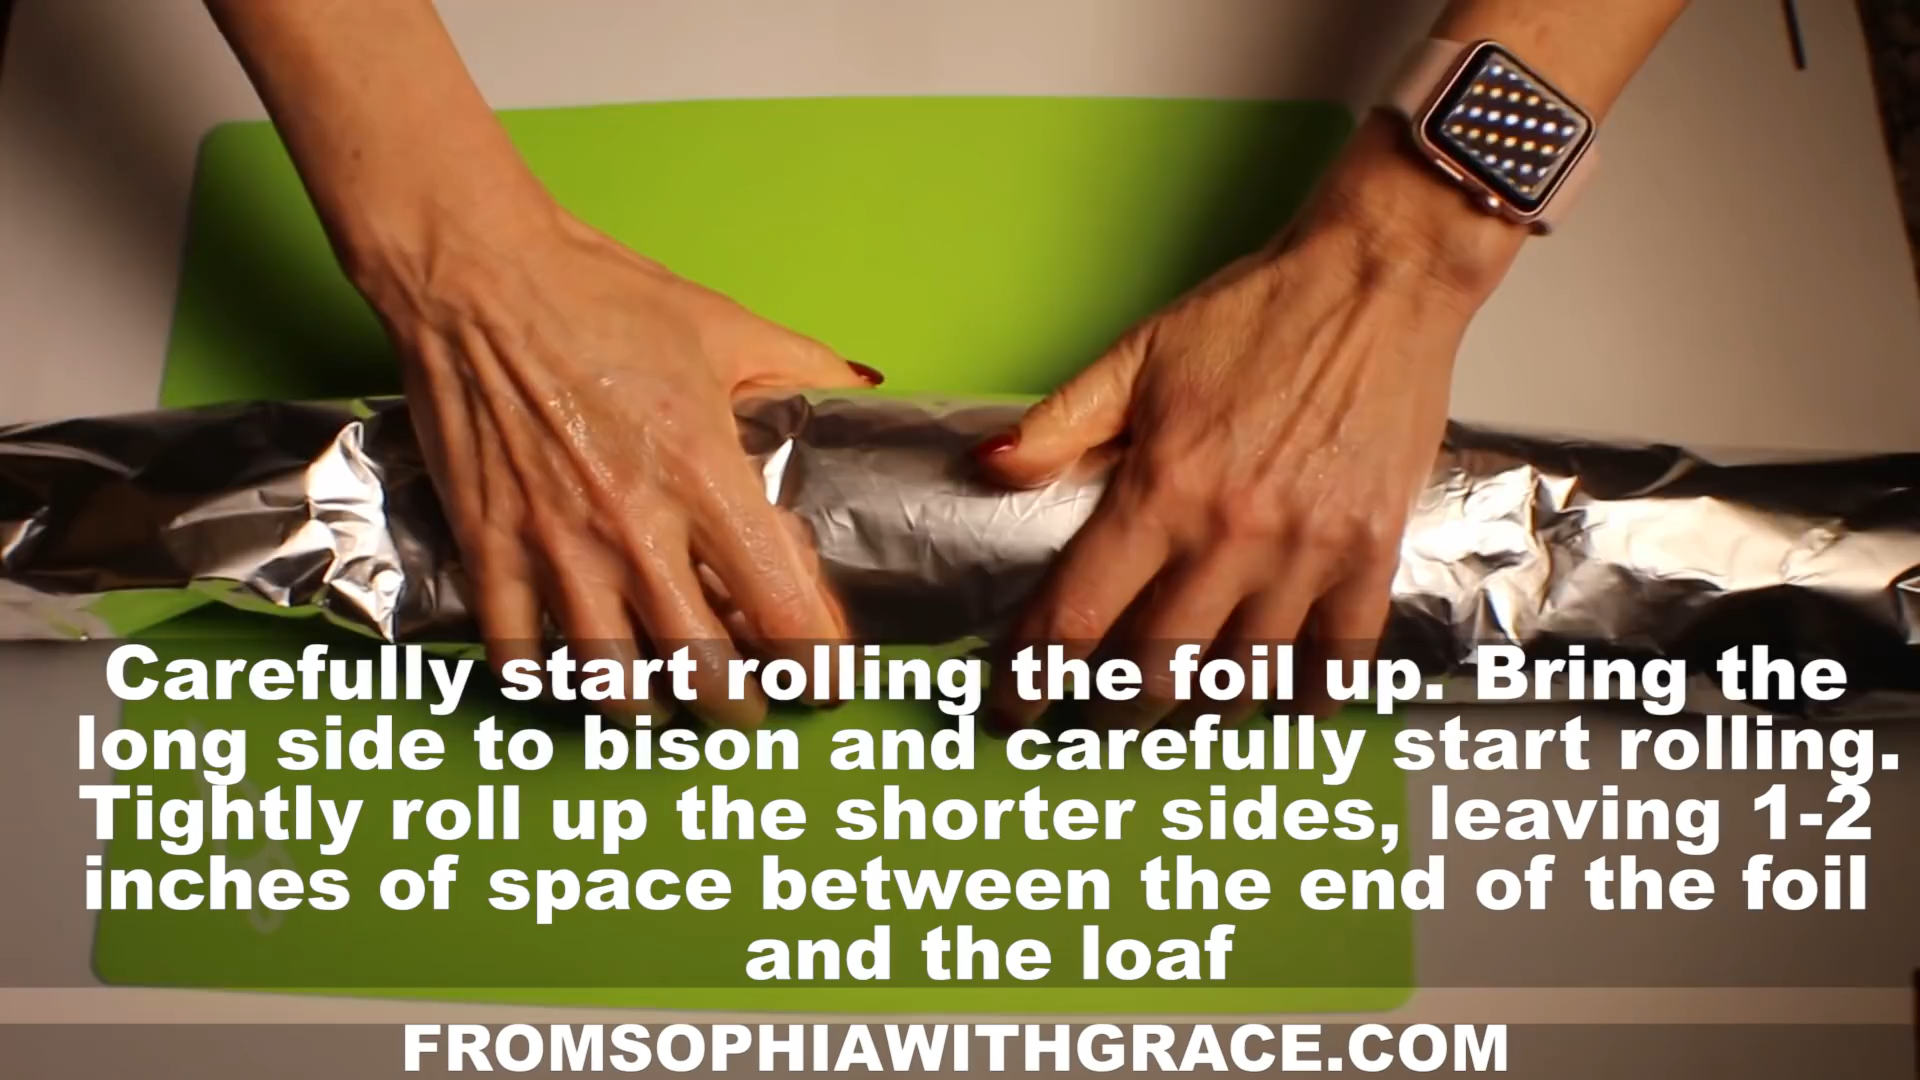 Carefully start rolling the foil up. Bring the
long side to bison and carefully start rolling.
Tightly roll up the shorter sides, leaving 1-2
inches of space between the end of the foil
and the loaf
FROMSOPHIAWITHGRACE.COM